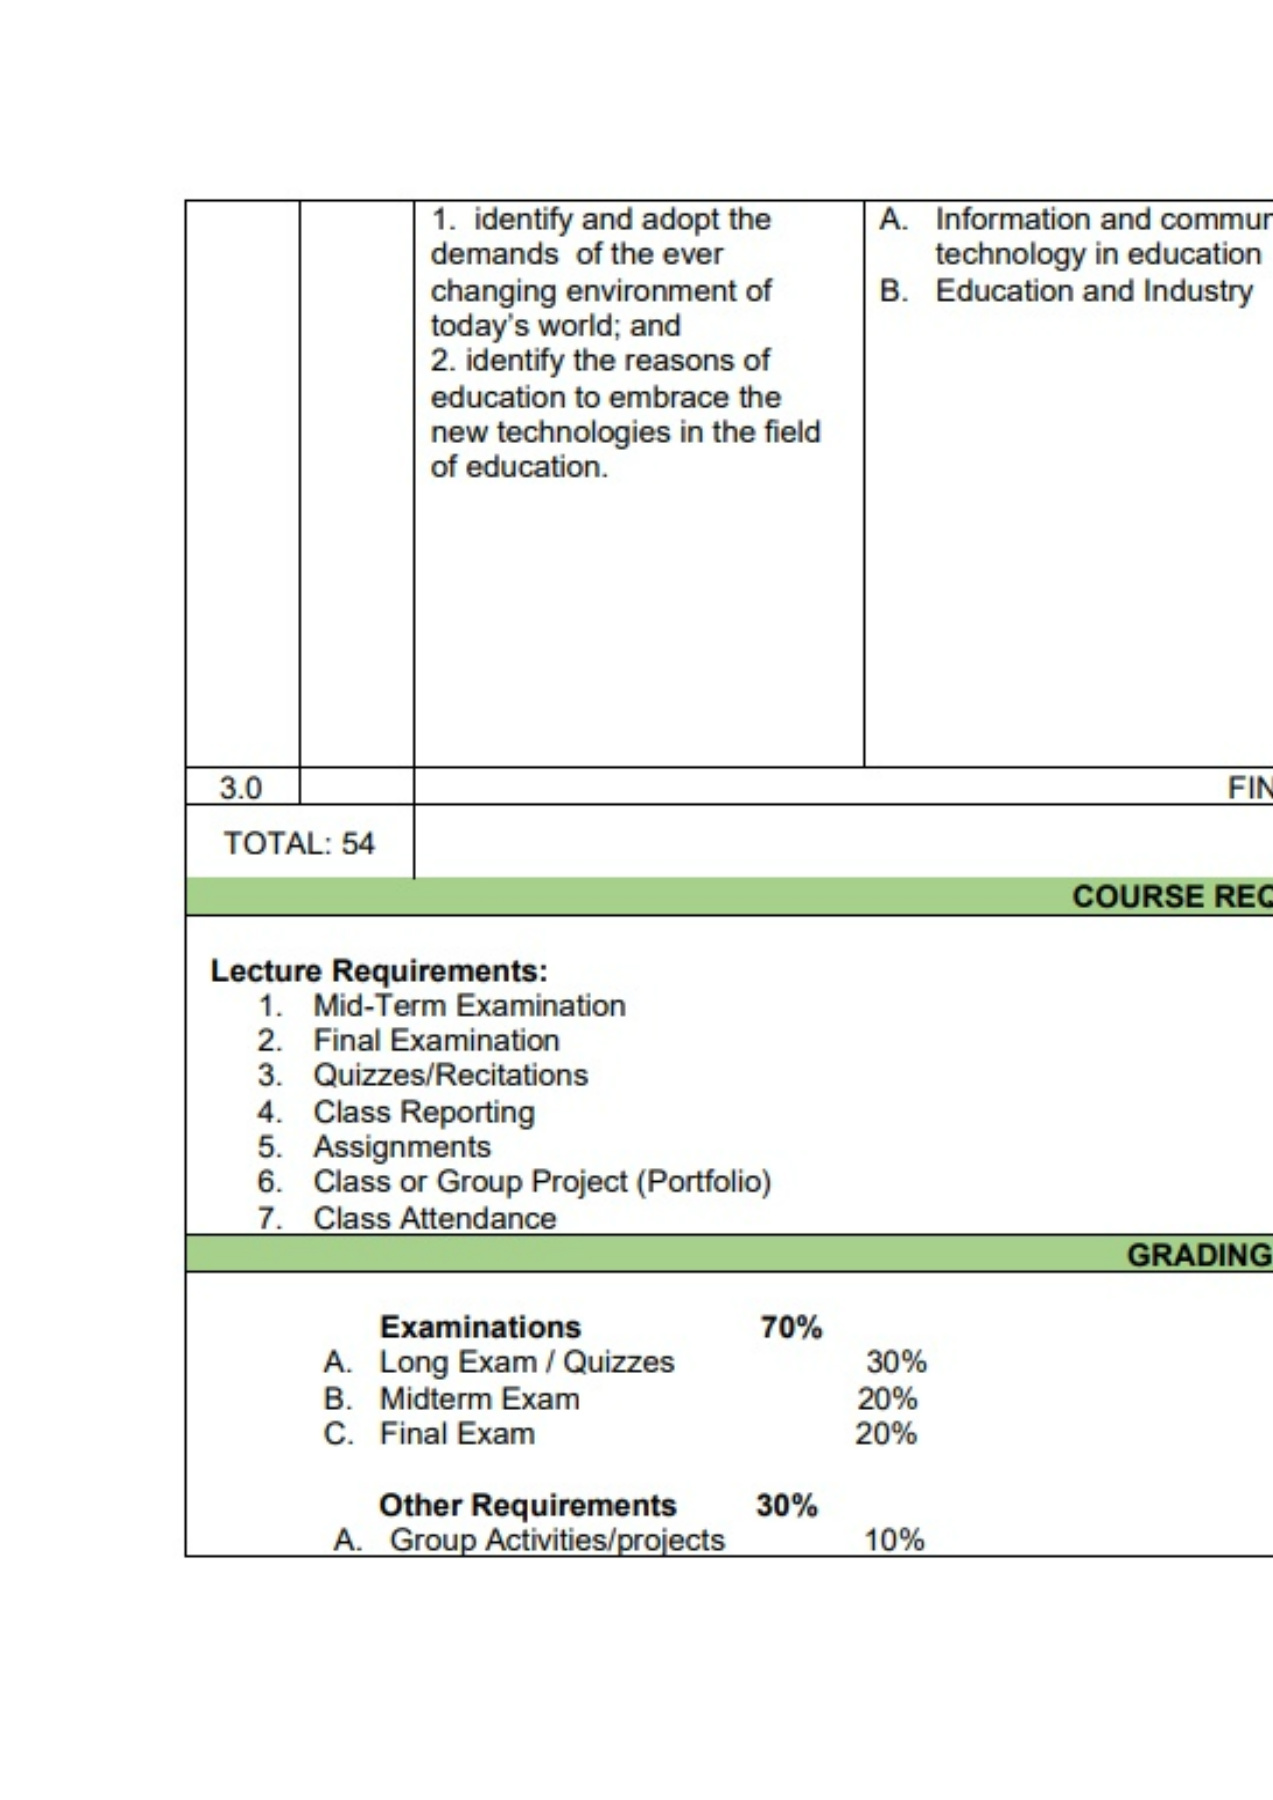 1. identify and adopt the
demands of the ever
changing environment of
today's world; and
2. identify the reasons of
education to embrace the
new technologies in the field
of education.
A. Information and commun
technology in education
B. Education and Industry
3.0
FIN
TOTAL: 54
COURSE REQ
Lecture Requirements:
1. Mid-Term Examination
2. Final Examination
3. Quizzes/Recitations
4. Class Reporting
5. Assignments
6. Class or Group Project (Portfolio)
7. Class Attendance
GRADING
Examinations 70%
A. Long Exam / Quizzes 30%
B. Midterm Exam 20%
C. Final Exam 20%
Other Requirements 30%
A. Group Activities/projects 10%